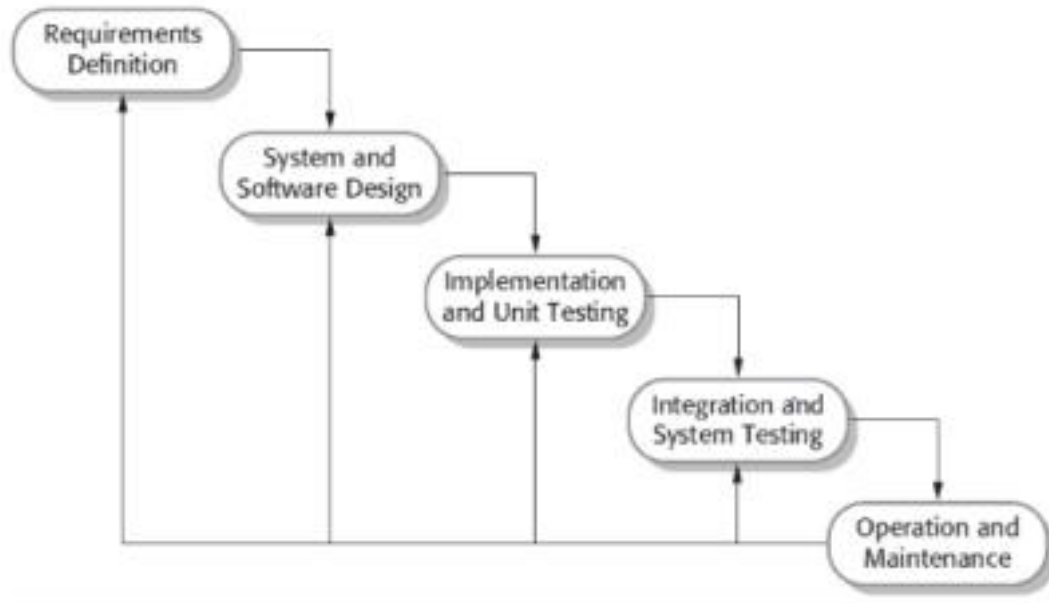 Requirements
Definition
System and
Software Design
Implementation
and Unit Testing
Integration and
System Testing
Operation and
Maintenance